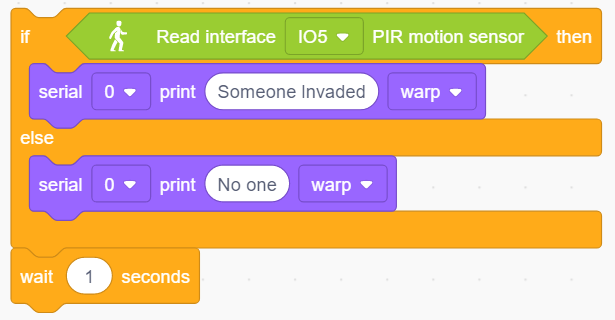 if Read interface IO5 PIR motion sensor then
serial 0 print Someone Invaded warp
else
serial 0 print No one warp
wait 1 seconds